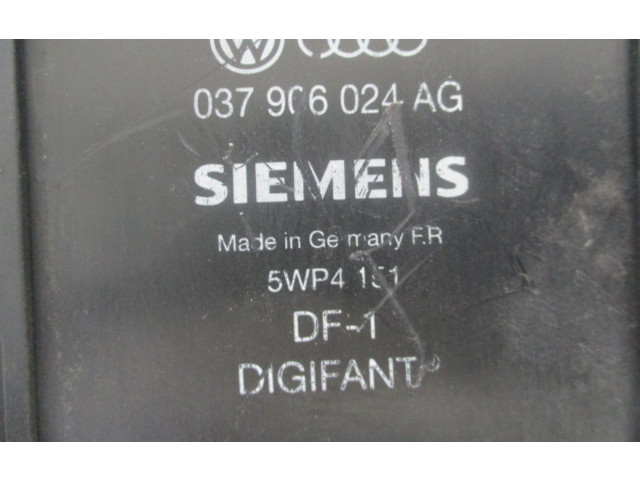 037 906 024 AG
SIEMENS
Made in Germany F.R.
5WP4 151
DF-1
DIGIFANT®